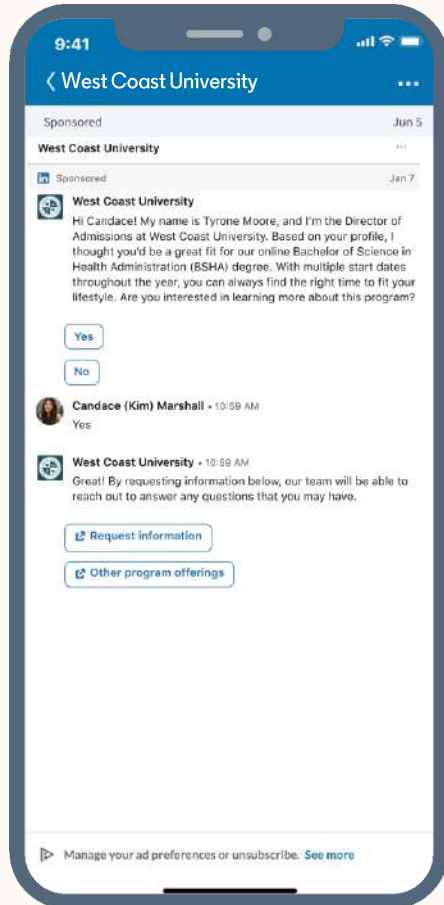 9:41
West Coast University
...
Sponsored Jun 5
West Coast University ...
in Sponsored Jan 7
West Coast University
Hi Candace! My name is Tyrone Moore, and I'm the Director of
Admissions at West Coast University. Based on your profile, I
thought you'd be a great fit for our online Bachelor of Science in
Health Administration (BSHA) degree. With multiple start dates
throughout the year, you can always find the right time to fit your
lifestyle. Are you interested in learning more about this program?
Yes
No
Candace (Kim) Marshall • 10:59 AM
Yes
West Coast University • 10:59 AM
Great! By requesting information below, our team will be able to
reach out to answer any questions that you may have.
Request information
Other program offerings
Manage your ad preferences or unsubscribe. See more